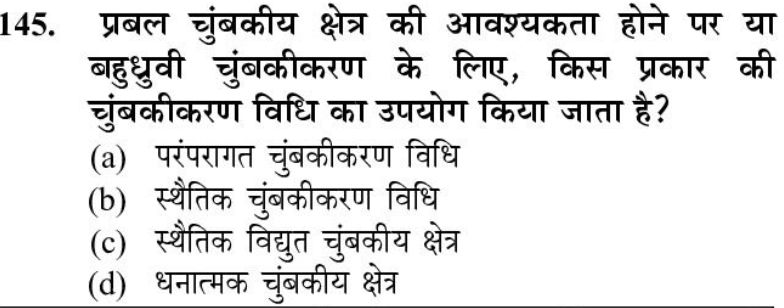 145. प्रबल चुंबकीय क्षेत्र की आवश्यकता होने पर या
बहुध्रुवी चुंबकीकरण के लिए, किस प्रकार की
चुंबकीकरण विधि का उपयोग किया जाता है?
(a) परंपरागत चुंबकीकरण विधि
(b) स्थैतिक चुंबकीकरण विधि
(c) स्थैतिक विद्युत चुंबकीय क्षेत्र
(d) धनात्मक चुंबकीय क्षेत्र